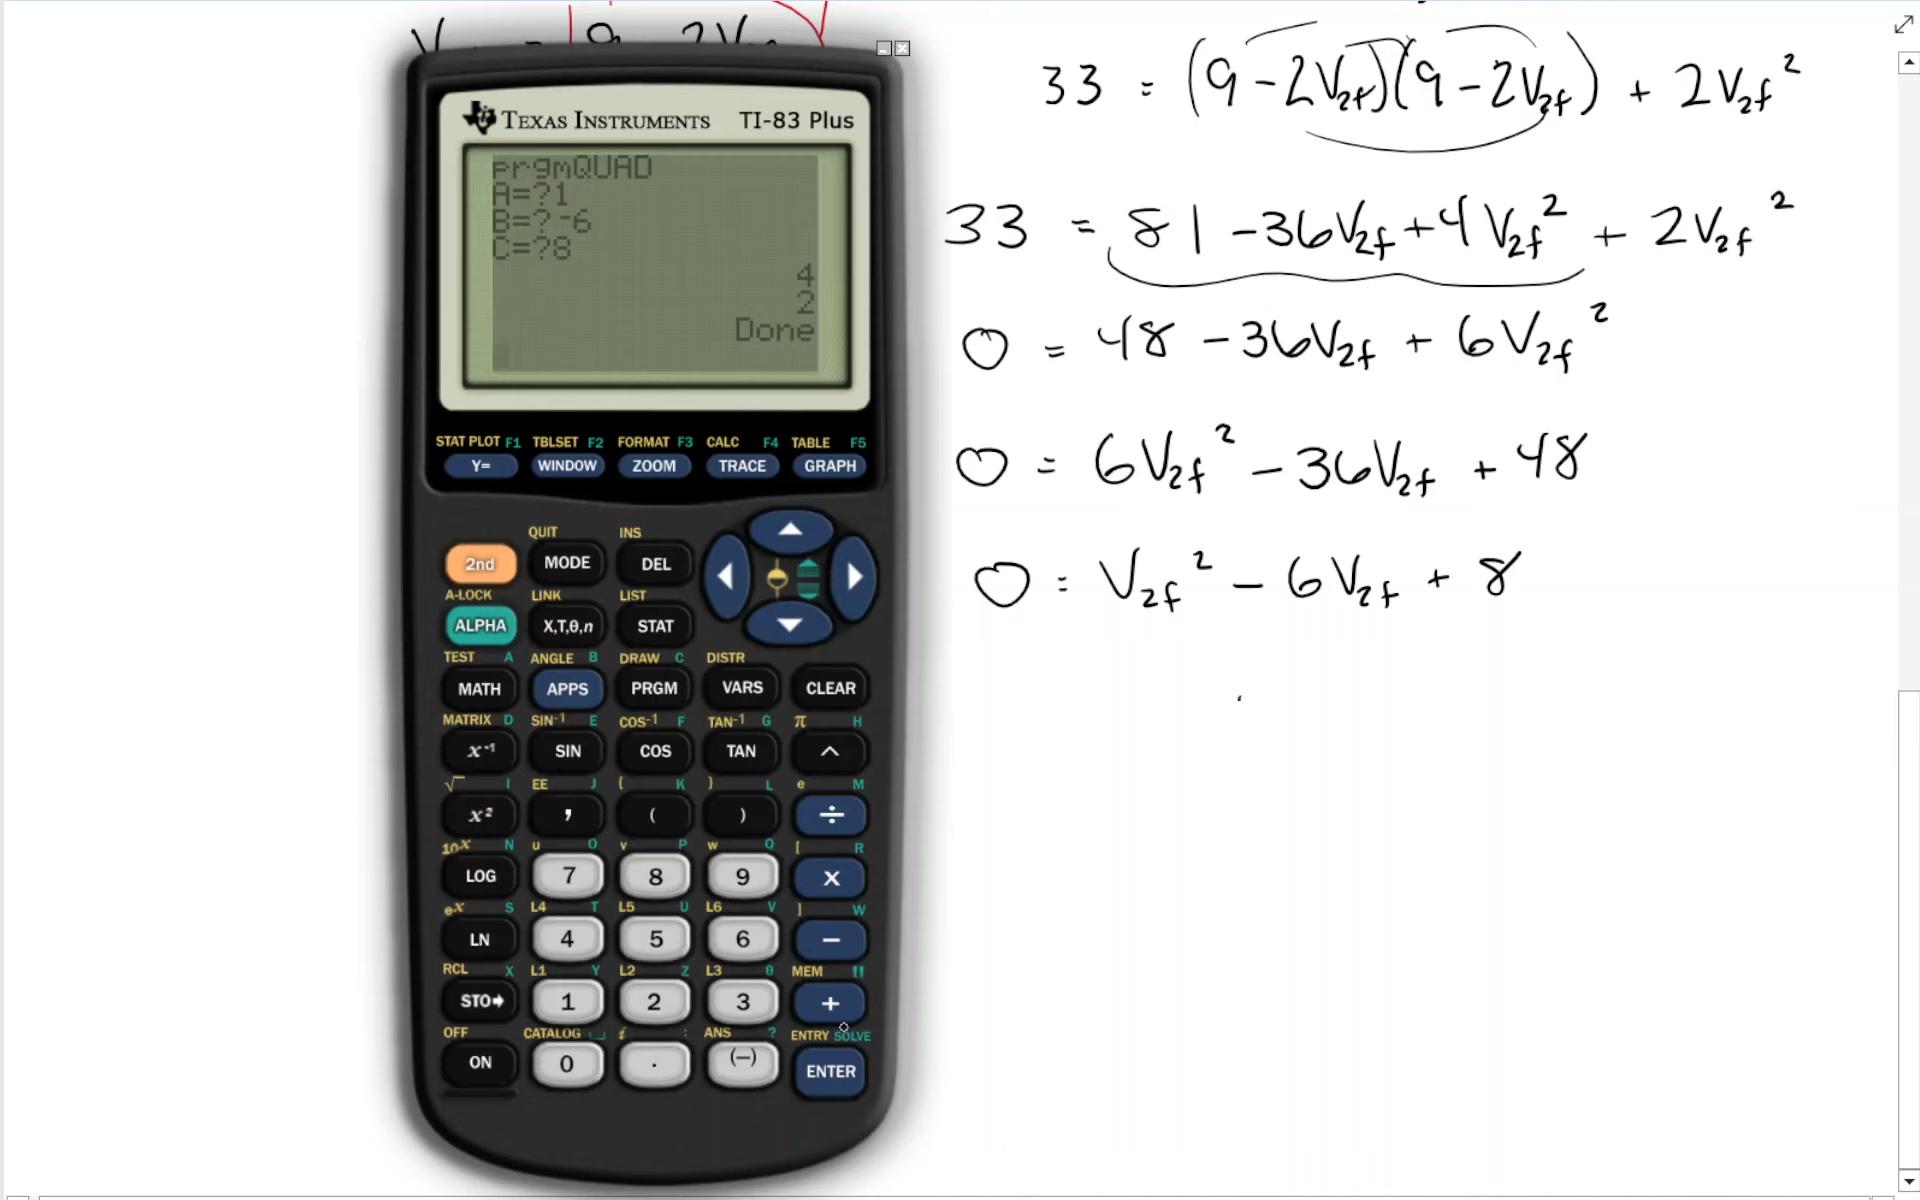 V = 9 - 2V
TEXAS INSTRUMENTS TI-83 Plus
prgmQUAD
A=?1
B=?-6
C=?8
4
2
Done
STAT PLOT F1 TBLSET F2 FORMAT F3 CALC F4 TABLE F5
Y= WINDOW ZOOM TRACE GRAPH
QUIT INS
2nd MODE DEL
A-LOCK LINK LIST
ALPHA X,T,θ,n STAT
TEST A ANGLE B DRAW C DISTR
MATH APPS PRGM VARS CLEAR
MATRIX D SIN⁻¹ E COS⁻¹ F TAN⁻¹ G π H
x⁻¹ SIN COS TAN ^
√ I EE J { K } L e M
x² , ( ) ÷
10ˣ N u O v P w Q [ R
LOG 7 8 9 ×
eˣ S L4 T L5 U L6 V ] W
LN 4 5 6 −
RCL X L1 Y L2 Z L3 θ MEM "
STO➔ 1 2 3 +
OFF CATALOG ⎵ i : ANS ? ENTRY SOLVE
ON 0 . (−) ENTER
33 = (9 - 2V₂f)(9 - 2V₂f) + 2V₂f²
33 = 81 - 36V₂f + 4V₂f² + 2V₂f²
0 = 48 - 36V₂f + 6V₂f²
0 = 6V₂f² - 36V₂f + 48
0 = V₂f² - 6V₂f + 8